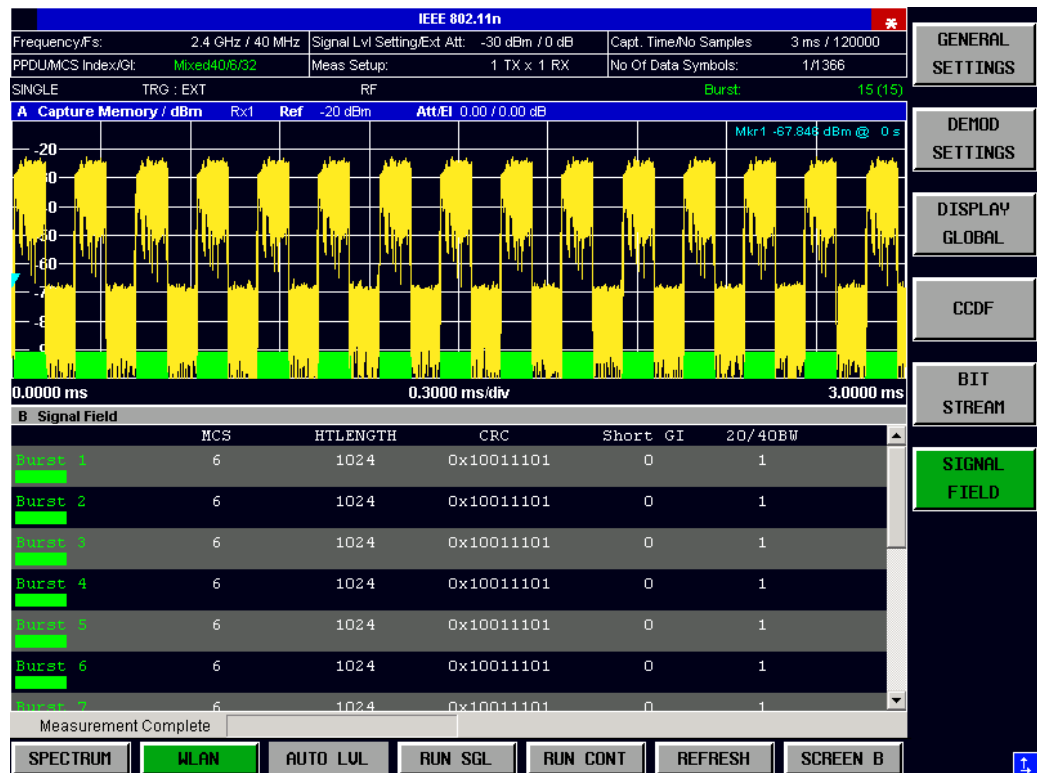 IEEE 802.11n
Frequency/Fs: 2.4 GHz / 40 MHz Signal Lvl Setting/Ext Att: -30 dBm / 0 dB Capt. Time/No Samples 3 ms / 120000
PPDU/MCS Index/GI: Mixed40/6/32 Meas Setup: 1 TX x 1 RX No Of Data Symbols: 1/1366
SINGLE TRG : EXT RF Burst: 15 (15)
A Capture Memory / dBm Rx1 Ref -20 dBm Att/El 0.00 / 0.00 dB
Mkr1 -67.846 dBm @ 0 s
-20
-60
0.0000 ms 0.3000 ms/div 3.0000 ms
B Signal Field
MCS HTLENGTH CRC Short GI 20/40BW
Burst 1 6 1024 0x10011101 0 1
Burst 2 6 1024 0x10011101 0 1
Burst 3 6 1024 0x10011101 0 1
Burst 4 6 1024 0x10011101 0 1
Burst 5 6 1024 0x10011101 0 1
Burst 6 6 1024 0x10011101 0 1
Burst 7 6 1024 0x10011101 0 1
Measurement Complete
SPECTRUM WLAN AUTO LVL RUN SGL RUN CONT REFRESH SCREEN B
GENERAL
SETTINGS
DEMOD
SETTINGS
DISPLAY
GLOBAL
CCDF
BIT
STREAM
SIGNAL
FIELD